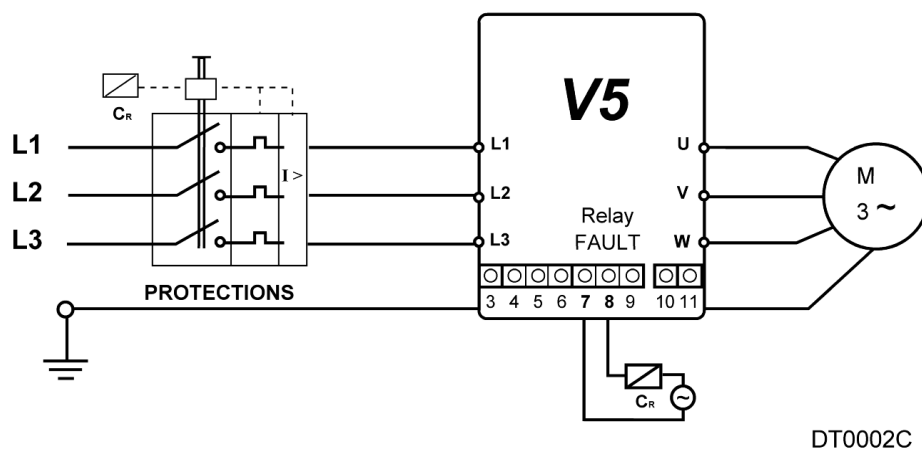 V5
CR
L1
L2
L3
I >
PROTECTIONS
L1
L2
L3
U
V
W
Relay
FAULT
3 4 5 6 7 8 9 10 11
M
3 ~
CR
~
DT0002C